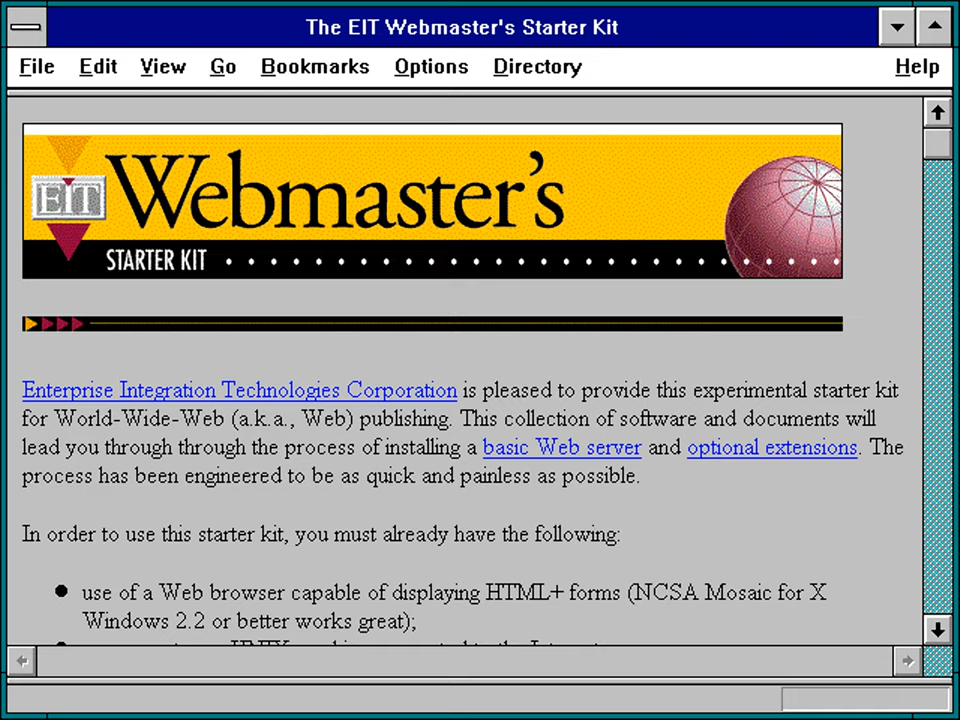 The EIT Webmaster's Starter Kit
File Edit View Go Bookmarks Options Directory Help
EIT
Webmaster's
STARTER KIT
Enterprise Integration Technologies Corporation is pleased to provide this experimental starter kit
for World-Wide-Web (a.k.a., Web) publishing. This collection of software and documents will
lead you through through the process of installing a basic Web server and optional extensions. The
process has been engineered to be as quick and painless as possible.
In order to use this starter kit, you must already have the following:
use of a Web browser capable of displaying HTML+ forms (NCSA Mosaic for X
Windows 2.2 or better works great);